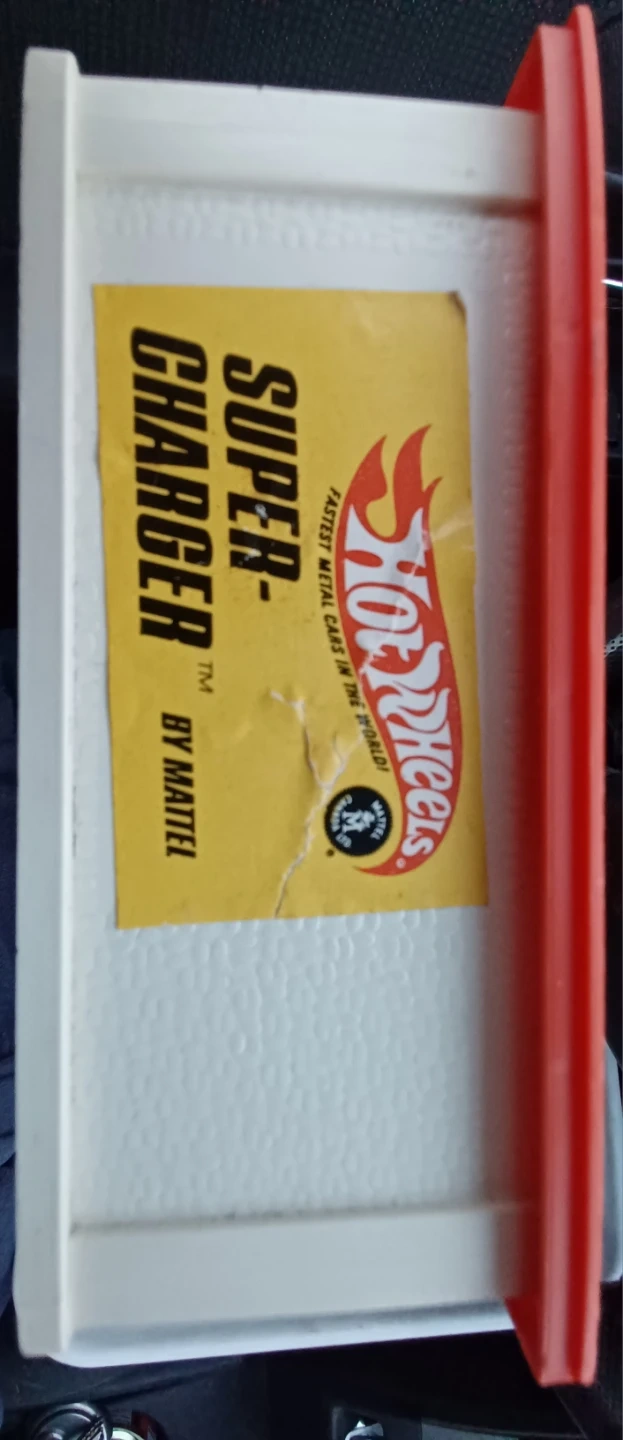 Hot Wheels®
FASTEST METAL CARS IN THE WORLD!
MATTEL
M
SUPER-
CHARGER™
BY MATTEL